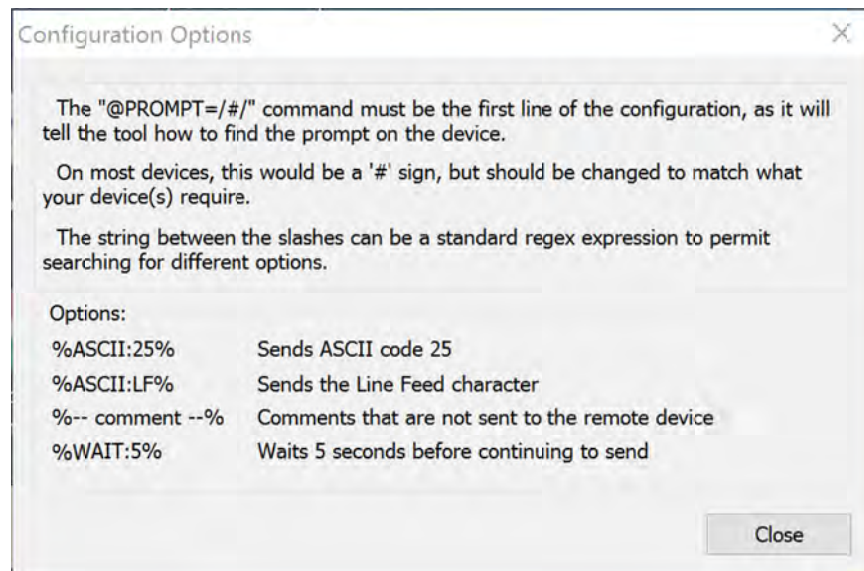 Configuration Options
The "@PROMPT=/#/" command must be the first line of the configuration, as it will
tell the tool how to find the prompt on the device.
On most devices, this would be a '#' sign, but should be changed to match what
your device(s) require.
The string between the slashes can be a standard regex expression to permit
searching for different options.
Options:
%ASCII:25% Sends ASCII code 25
%ASCII:LF% Sends the Line Feed character
%-- comment --% Comments that are not sent to the remote device
%WAIT:5% Waits 5 seconds before continuing to send
Close